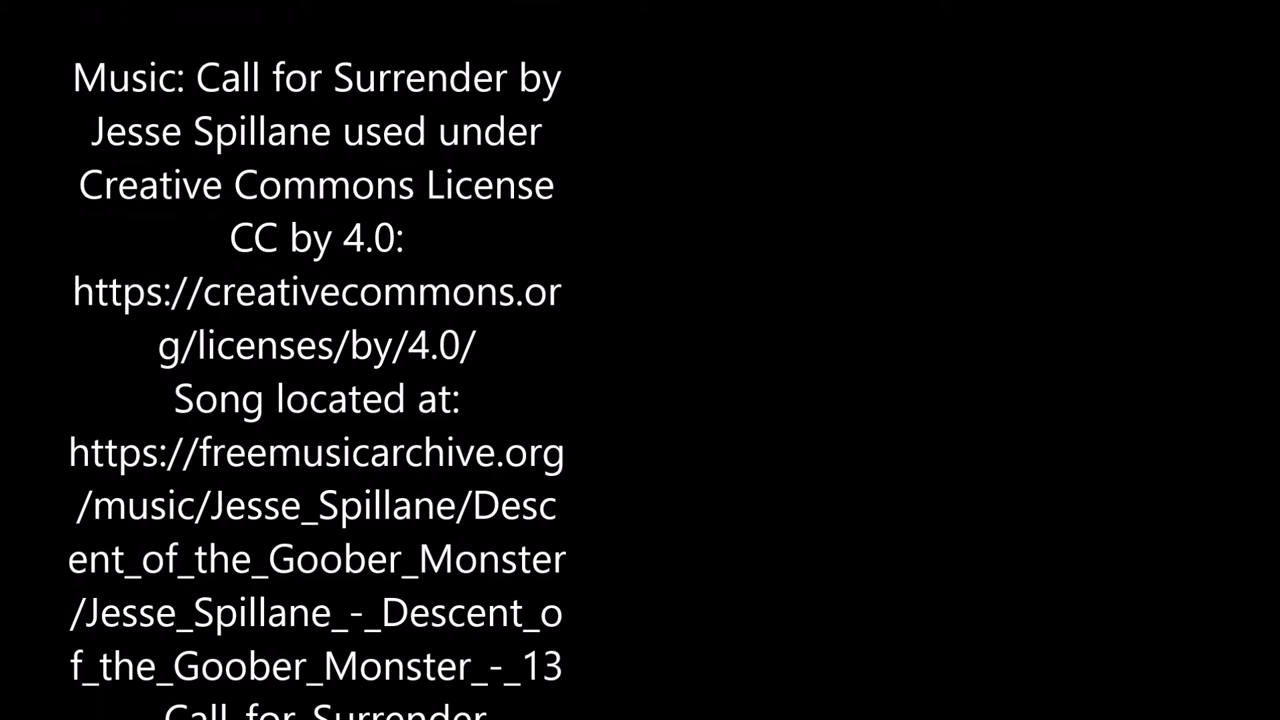 Music: Call for Surrender by
Jesse Spillane used under
Creative Commons License
CC by 4.0:
https://creativecommons.or
g/licenses/by/4.0/
Song located at:
https://freemusicarchive.org
/music/Jesse_Spillane/Desc
ent_of_the_Goober_Monster
/Jesse_Spillane_-_Descent_o
f_the_Goober_Monster_-_13
_Call_for_Surrender